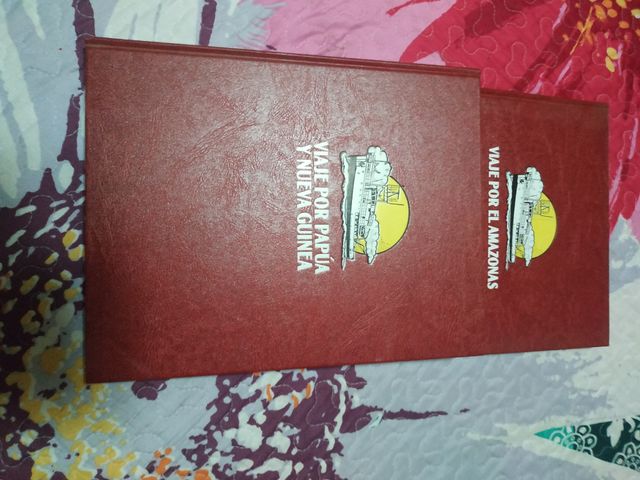 VIAJE POR PAPÚA
Y NUEVA GUINEA
VIAJE POR EL AMAZONAS